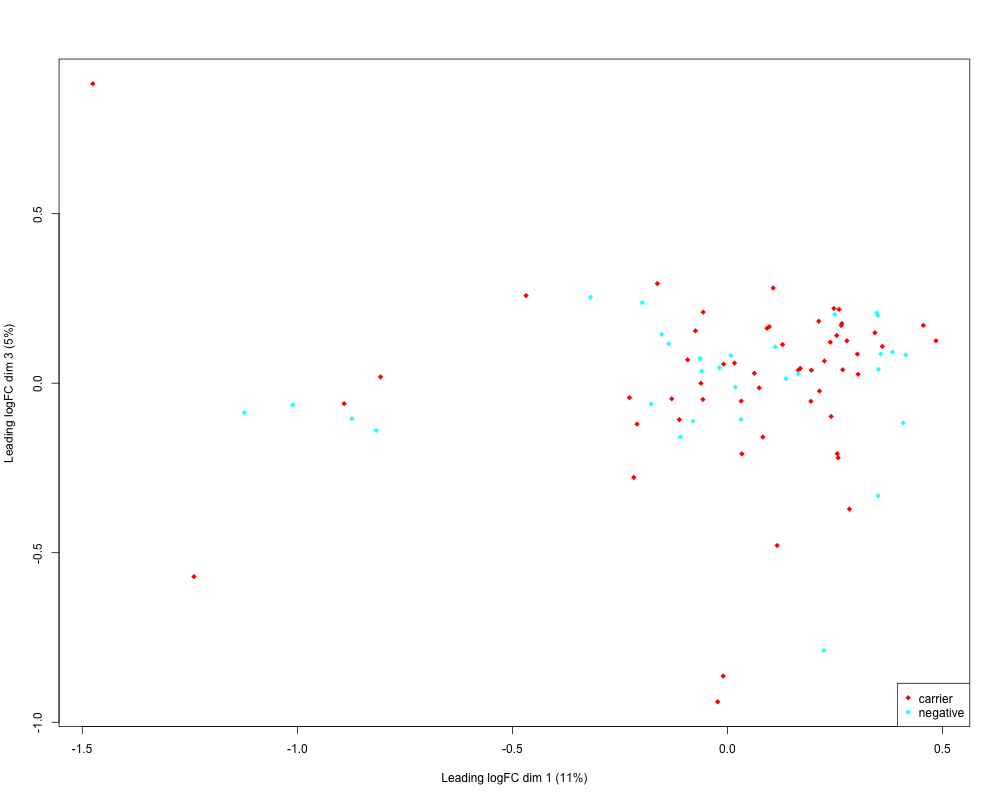 0.5
0.0
-0.5
-1.0
Leading logFC dim 3 (5%)
carrier
negative
-1.5 -1.0 -0.5 0.0 0.5
Leading logFC dim 1 (11%)